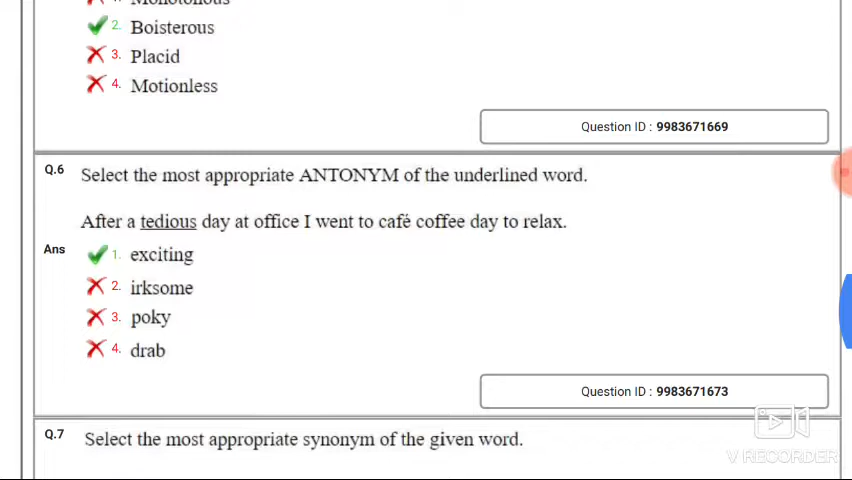 1. Monotonous
2. Boisterous
3. Placid
4. Motionless
Question ID : 9983671669
Q.6 Select the most appropriate ANTONYM of the underlined word.
After a tedious day at office I went to café coffee day to relax.
Ans 1. exciting
2. irksome
3. poky
4. drab
Question ID : 9983671673
Q.7 Select the most appropriate synonym of the given word.
V RECORDER